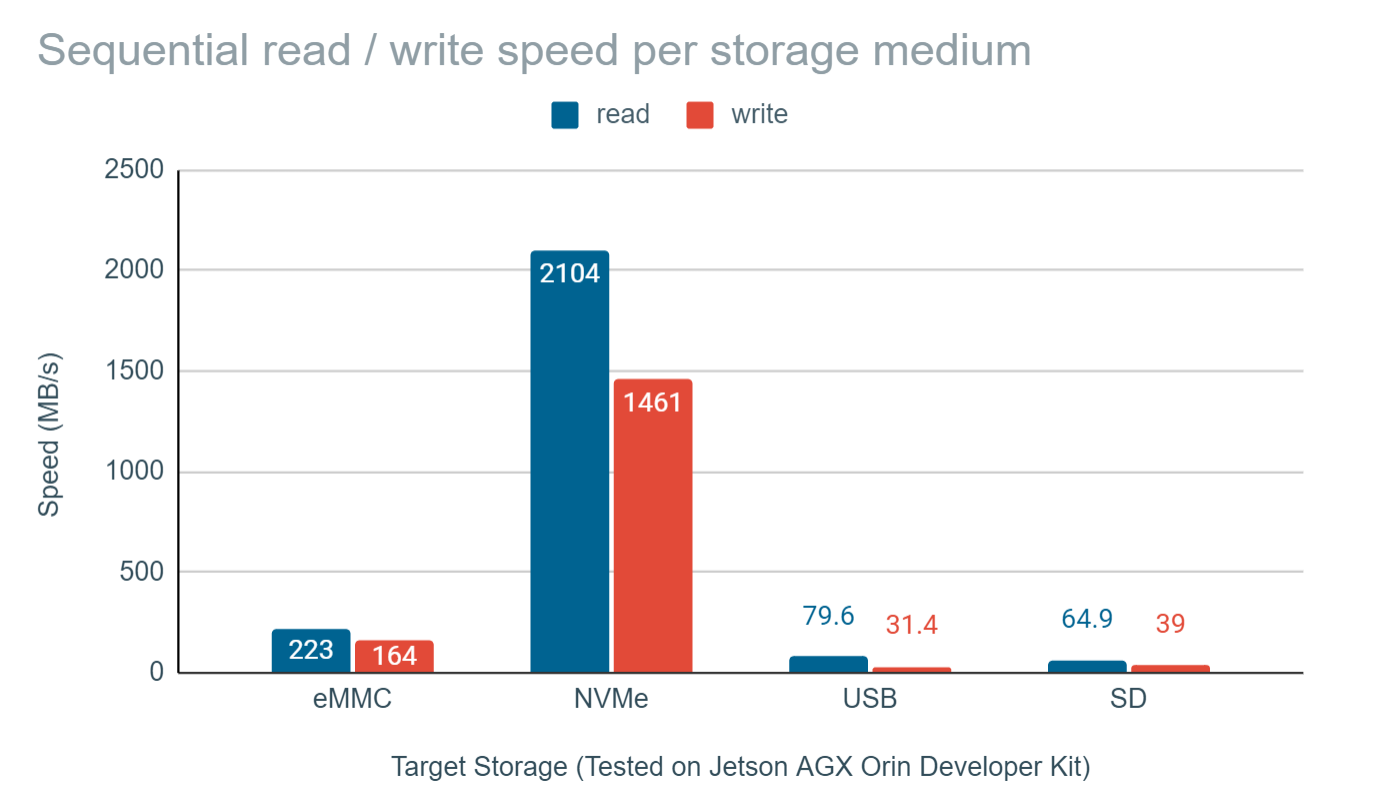 Sequential read / write speed per storage medium
read write
2500
2000
1500
1000
500
0
Speed (MB/s)
223 164
2104 1461
79.6 31.4
64.9 39
eMMC NVMe USB SD
Target Storage (Tested on Jetson AGX Orin Developer Kit)